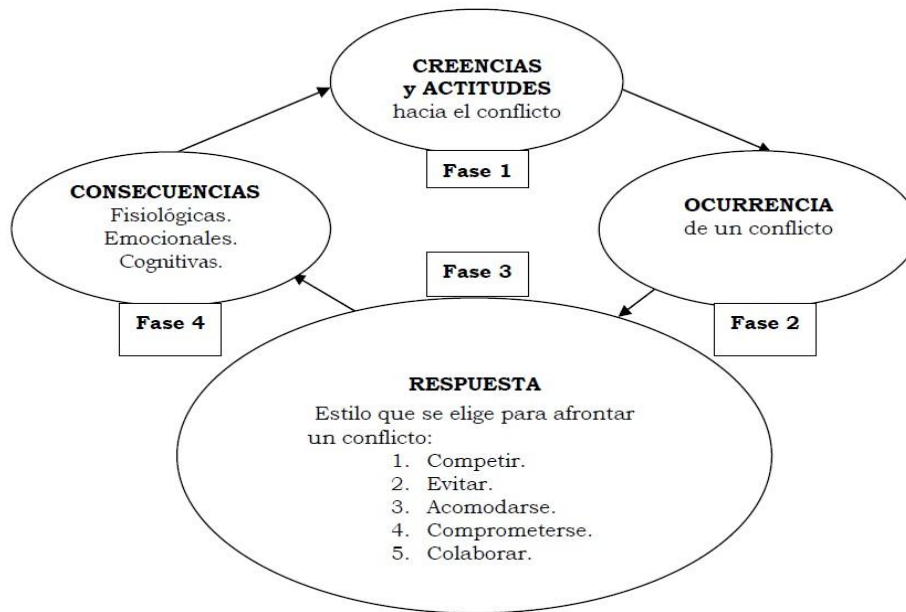 CREENCIAS
y ACTITUDES
hacia el conflicto
Fase 1
OCURRENCIA
de un conflicto
Fase 2
Fase 3
RESPUESTA
Estilo que se elige para afrontar
un conflicto:
1. Competir.
2. Evitar.
3. Acomodarse.
4. Comprometerse.
5. Colaborar.
CONSECUENCIAS
Fisiológicas.
Emocionales.
Cognitivas.
Fase 4